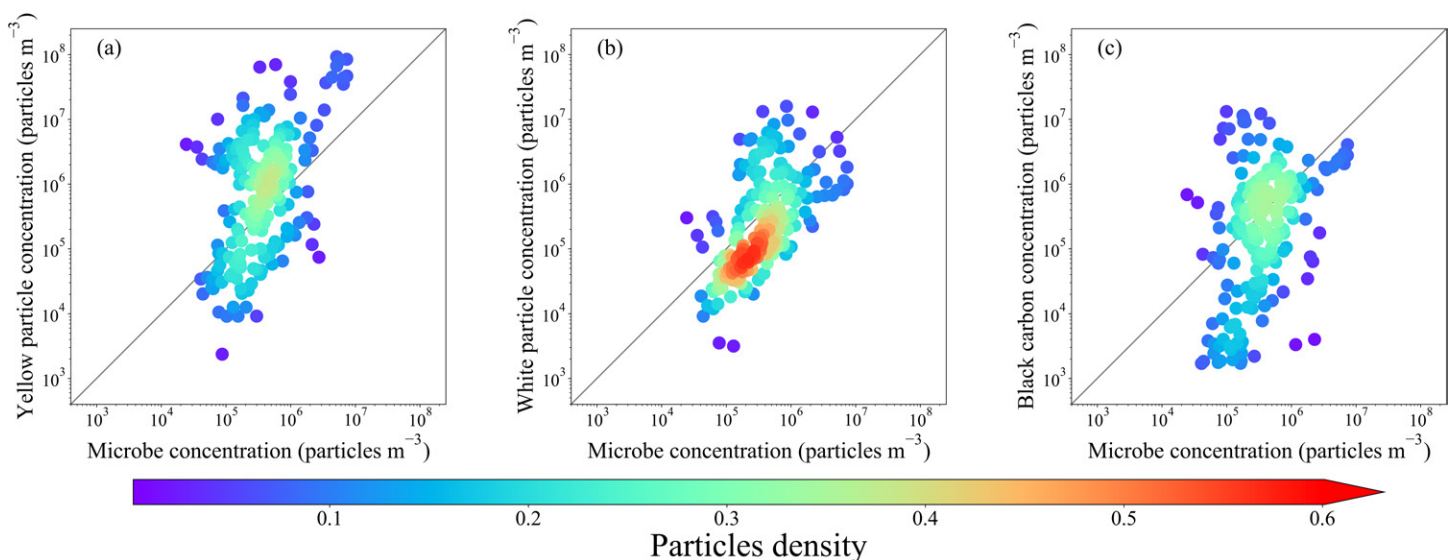 (a)
Yellow particle concentration (particles m⁻³)
10⁸
10⁷
10⁶
10⁵
10⁴
10³
10³ 10⁴ 10⁵ 10⁶ 10⁷ 10⁸
Microbe concentration (particles m⁻³)
(b)
White particle concentration (particles m⁻³)
10⁸
10⁷
10⁶
10⁵
10⁴
10³
10³ 10⁴ 10⁵ 10⁶ 10⁷ 10⁸
Microbe concentration (particles m⁻³)
(c)
Black carbon concentration (particles m⁻³)
10⁸
10⁷
10⁶
10⁵
10⁴
10³
10³ 10⁴ 10⁵ 10⁶ 10⁷ 10⁸
Microbe concentration (particles m⁻³)
0.1 0.2 0.3 0.4 0.5 0.6
Particles density